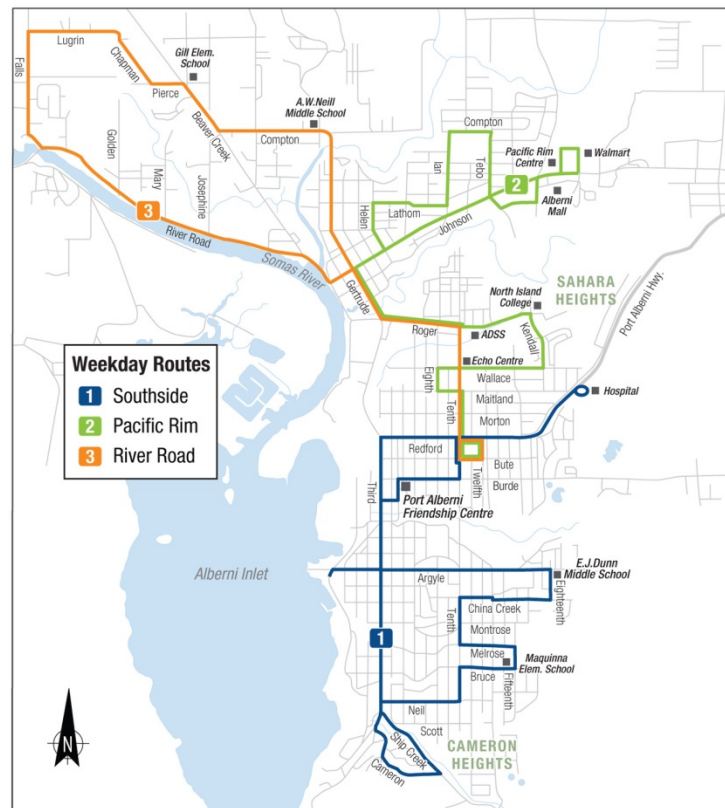 Lugrin
Gill Elem.
School
Falls
Chapman
Pierce
Beaver Creek
A.W.Neill
Middle School
Compton
Compton
Golden
Mary
Josephine
Ian
Tebo
Pacific Rim
Centre
Walmart
2
Alberni
Mall
Helen
Lathom
Johnson
3
River Road
Somas River
Gertrude
North Island
College
SAHARA
HEIGHTS
Port Alberni Hwy.
Roger
ADSS
Kendall
Echo Centre
Weekday Routes
1 Southside
2 Pacific Rim
3 River Road
Eighth
Wallace
Maitland
Hospital
Tenth
Morton
Redford
Twelfth
Bute
Burde
Third
Port Alberni
Friendship Centre
Alberni Inlet
Argyle
E.J.Dunn
Middle School
Eighteenth
China Creek
Tenth
Montrose
1
Melrose
Maquinna
Elem. School
Bruce
Fifteenth
Neil
Scott
Ship Creek
Cameron
CAMERON
HEIGHTS
N